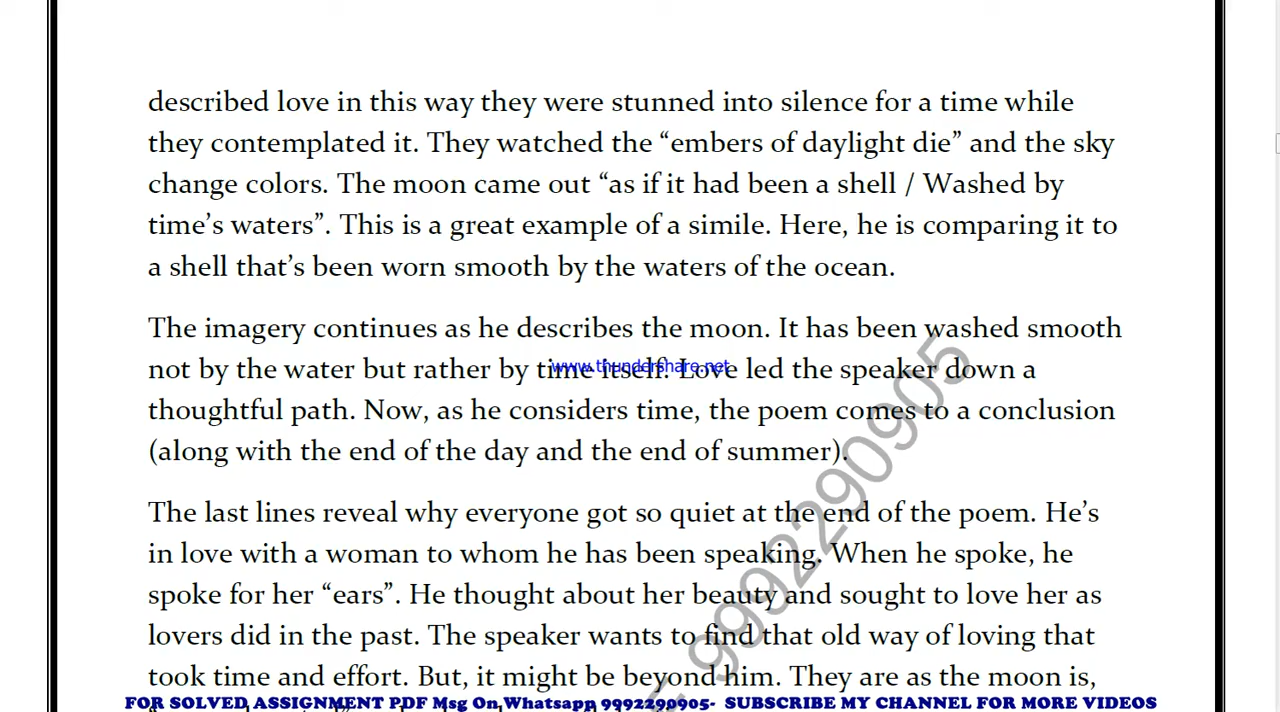 described love in this way they were stunned into silence for a time while
they contemplated it. They watched the “embers of daylight die” and the sky
change colors. The moon came out “as if it had been a shell / Washed by
time’s waters”. This is a great example of a simile. Here, he is comparing it to
a shell that’s been worn smooth by the waters of the ocean.
The imagery continues as he describes the moon. It has been washed smooth
not by the water but rather by time itself. Love led the speaker down a
www.thundershare.net
thoughtful path. Now, as he considers time, the poem comes to a conclusion
(along with the end of the day and the end of summer).
The last lines reveal why everyone got so quiet at the end of the poem. He’s
in love with a woman to whom he has been speaking. When he spoke, he
spoke for her “ears”. He thought about her beauty and sought to love her as
lovers did in the past. The speaker wants to find that old way of loving that
took time and effort. But, it might be beyond him. They are as the moon is,
9992290905
FOR SOLVED ASSIGNMENT PDF Msg On Whatsapp 9992290905- SUBSCRIBE MY CHANNEL FOR MORE VIDEOS